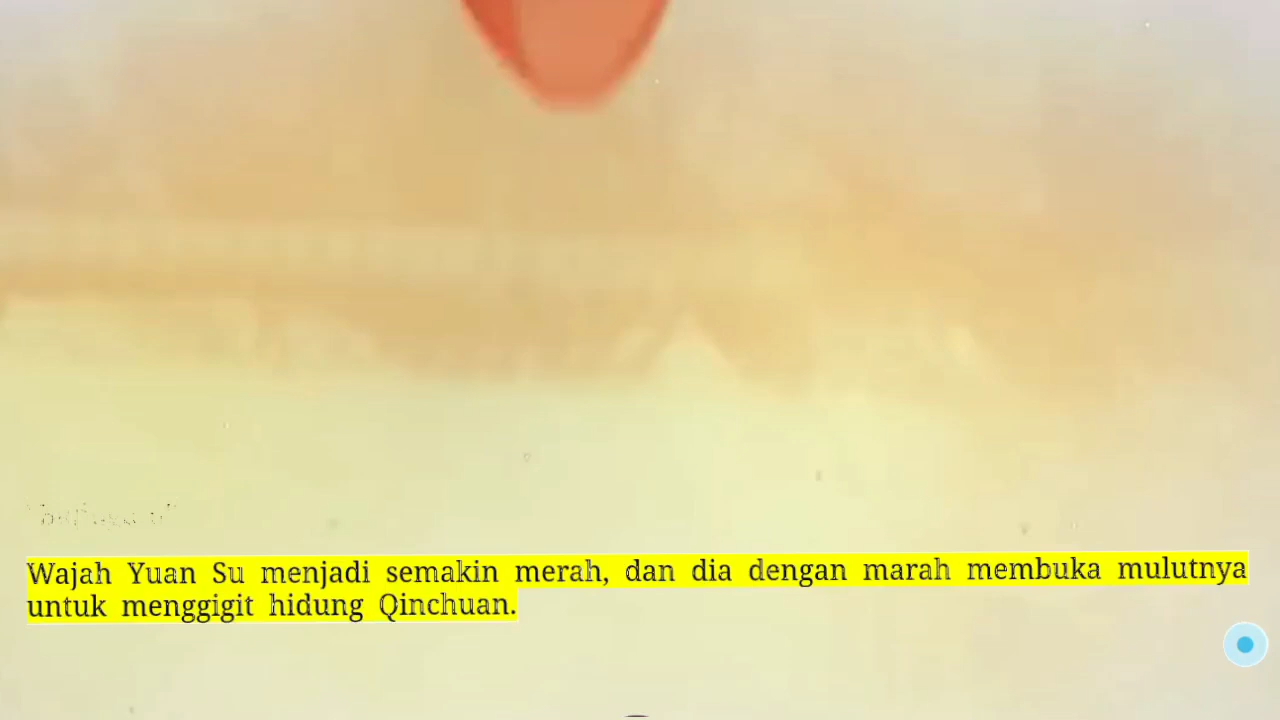 Wajah Yuan Su menjadi semakin merah, dan dia dengan marah membuka mulutnya
untuk menggigit hidung Qinchuan.